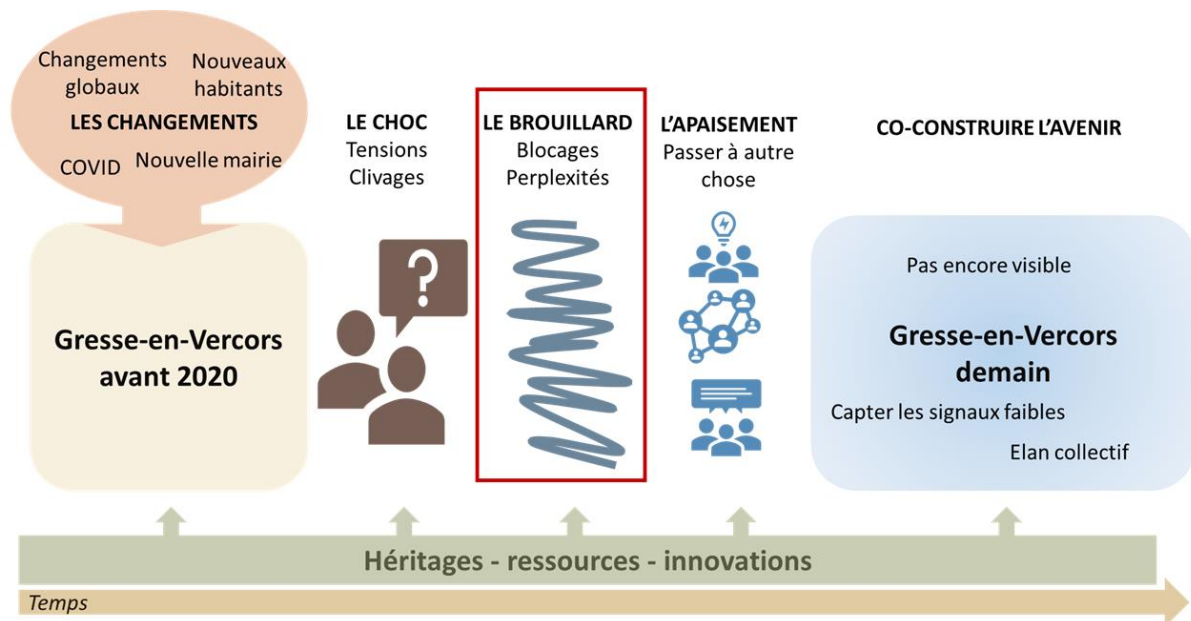 Changements
globaux
Nouveaux
habitants
LES CHANGEMENTS
COVID
Nouvelle mairie
Gresse-en-Vercors
avant 2020
LE CHOC
Tensions
Clivages
?
LE BROUILLARD
Blocages
Perplexités
L'APAISEMENT
Passer à autre
chose
CO-CONSTRUIRE L'AVENIR
Pas encore visible
Gresse-en-Vercors
demain
Capter les signaux faibles
Elan collectif
Héritages - ressources - innovations
Temps